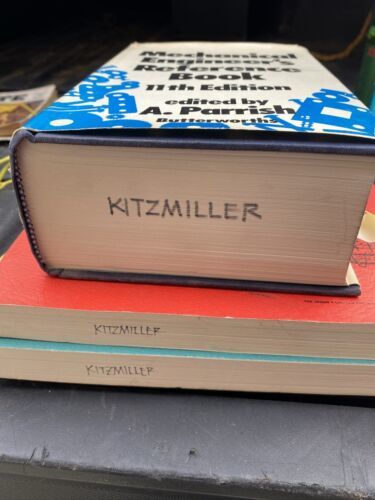 Mechanical
Engineer's
Reference
Book
11th Edition
edited by
A. Parrish
Butterworths
KITZMILLER
KITZMILLER
KITZMILLER